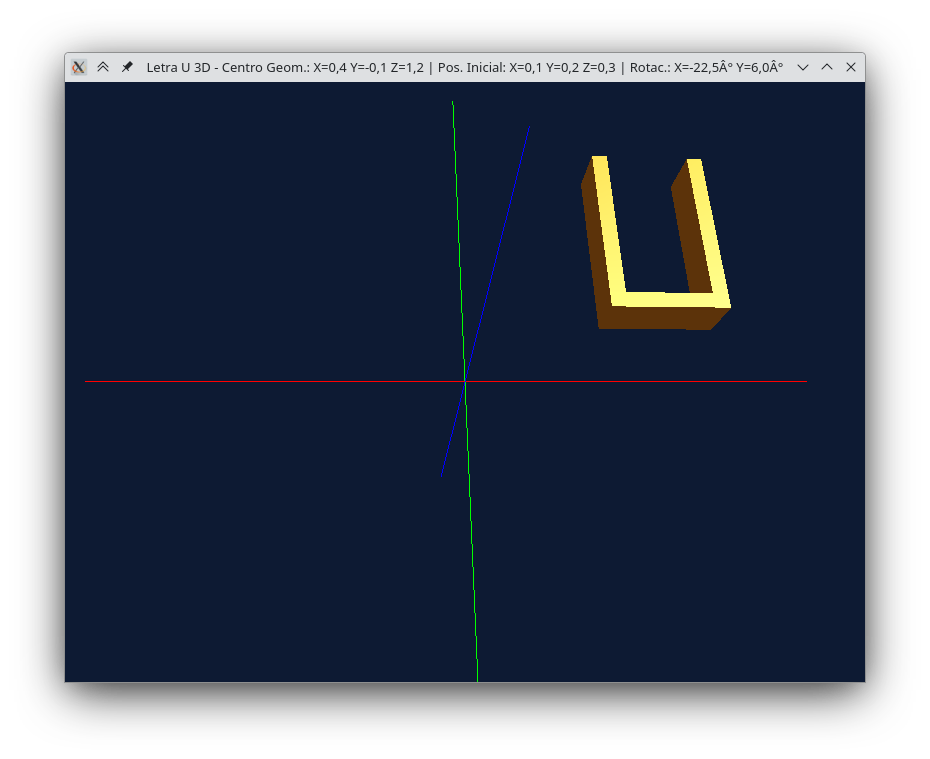 Letra U 3D - Centro Geom.: X=0,4 Y=-0,1 Z=1,2 | Pos. Inicial: X=0,1 Y=0,2 Z=0,3 | Rotac.: X=-22,5Â° Y=6,0Â°
U